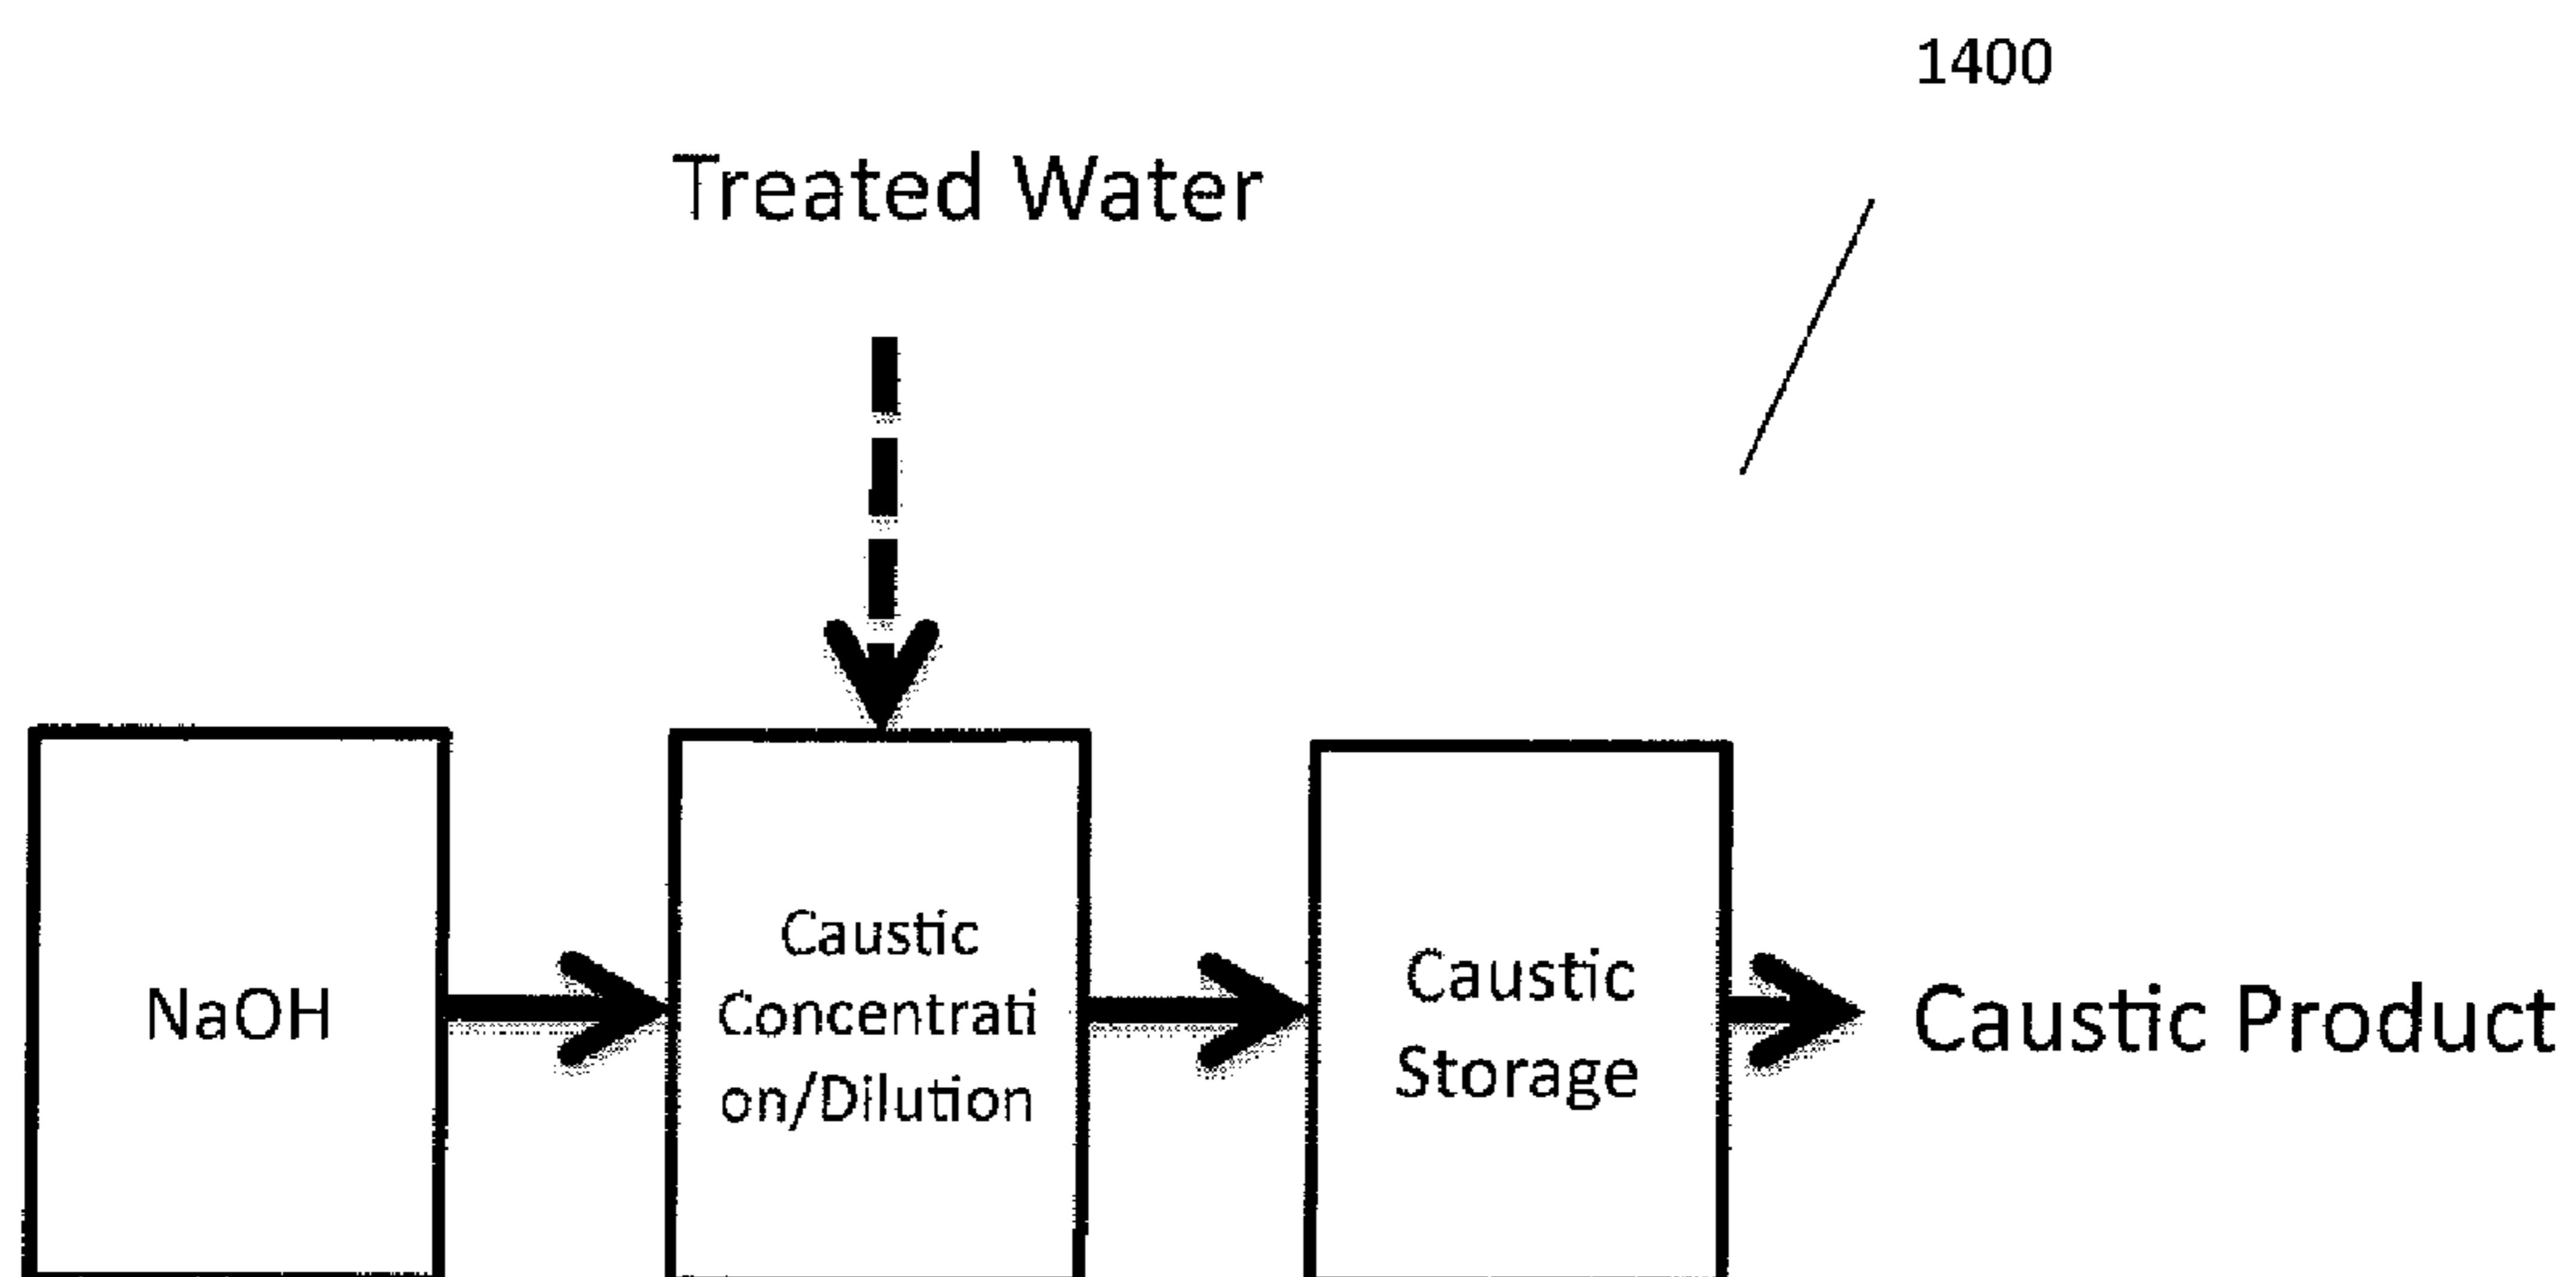 1400
Treated Water
NaOH
Caustic
Concentrati
on/Dilution
Caustic
Storage
Caustic Product